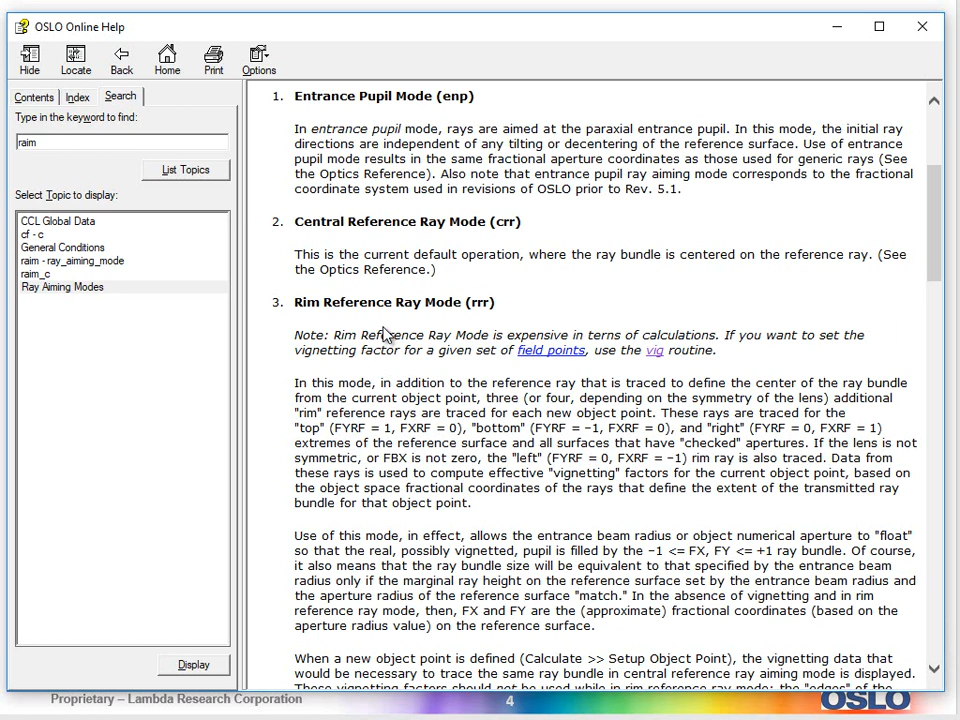 OSLO Online Help
Hide Locate Back Home Print Options
Contents Index Search
Type in the keyword to find:
raim
List Topics
Select Topic to display:
CCL Global Data
cf - c
General Conditions
raim - ray_aiming_mode
raim_c
Ray Aiming Modes
Display
1. Entrance Pupil Mode (enp)
In entrance pupil mode, rays are aimed at the paraxial entrance pupil. In this mode, the initial ray
directions are independent of any tilting or decentering of the reference surface. Use of entrance
pupil mode results in the same fractional aperture coordinates as those used for generic rays (See
the Optics Reference). Also note that entrance pupil ray aiming mode corresponds to the fractional
coordinate system used in revisions of OSLO prior to Rev. 5.1.
2. Central Reference Ray Mode (crr)
This is the current default operation, where the ray bundle is centered on the reference ray. (See
the Optics Reference.)
3. Rim Reference Ray Mode (rrr)
Note: Rim Reference Ray Mode is expensive in terns of calculations. If you want to set the
vignetting factor for a given set of field points, use the vig routine.
In this mode, in addition to the reference ray that is traced to define the center of the ray bundle
from the current object point, three (or four, depending on the symmetry of the lens) additional
"rim" reference rays are traced for each new object point. These rays are traced for the
"top" (FYRF = 1, FXRF = 0), "bottom" (FYRF = −1, FXRF = 0), and "right" (FYRF = 0, FXRF = 1)
extremes of the reference surface and all surfaces that have "checked" apertures. If the lens is not
symmetric, or FBX is not zero, the "left" (FYRF = 0, FXRF = −1) rim ray is also traced. Data from
these rays is used to compute effective "vignetting" factors for the current object point, based on
the object space fractional coordinates of the rays that define the extent of the transmitted ray
bundle for that object point.
Use of this mode, in effect, allows the entrance beam radius or object numerical aperture to "float"
so that the real, possibly vignetted, pupil is filled by the −1 <= FX, FY <= +1 ray bundle. Of course,
it also means that the ray bundle size will be equivalent to that specified by the entrance beam
radius only if the marginal ray height on the reference surface set by the entrance beam radius and
the aperture radius of the reference surface "match." In the absence of vignetting and in rim
reference ray mode, then, FX and FY are the (approximate) fractional coordinates (based on the
aperture radius value) on the reference surface.
When a new object point is defined (Calculate >> Setup Object Point), the vignetting data that
would be necessary to trace the same ray bundle in central reference ray aiming mode is displayed.
These vignetting factors should not be used while in rim reference ray mode; the "edges" of the
Proprietary – Lambda Research Corporation
4
OSLO